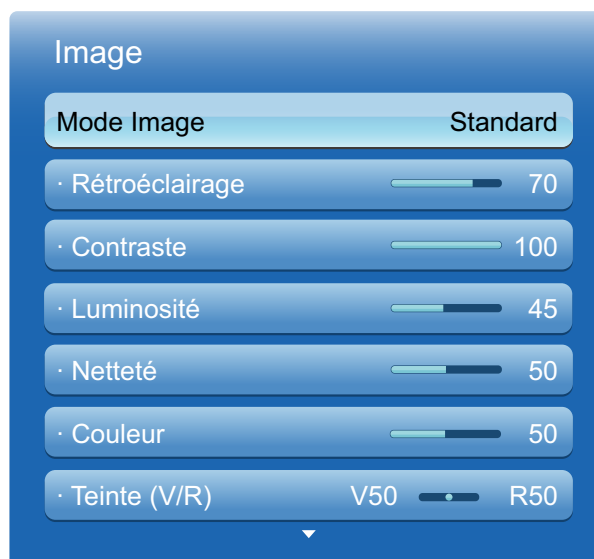 Image
Mode Image Standard
· Rétroéclairage 70
· Contraste 100
· Luminosité 45
· Netteté 50
· Couleur 50
· Teinte (V/R) V50 R50